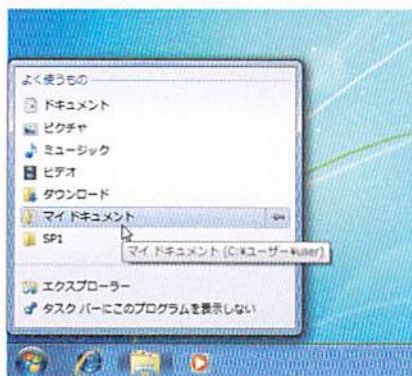 よく使うもの
ドキュメント
ピクチャ
ミュージック
ビデオ
ダウンロード
マイ ドキュメント
SP1
マイ ドキュメント (C:¥ユーザー¥user)
エクスプローラー
タスク バーにこのプログラムを表示しない